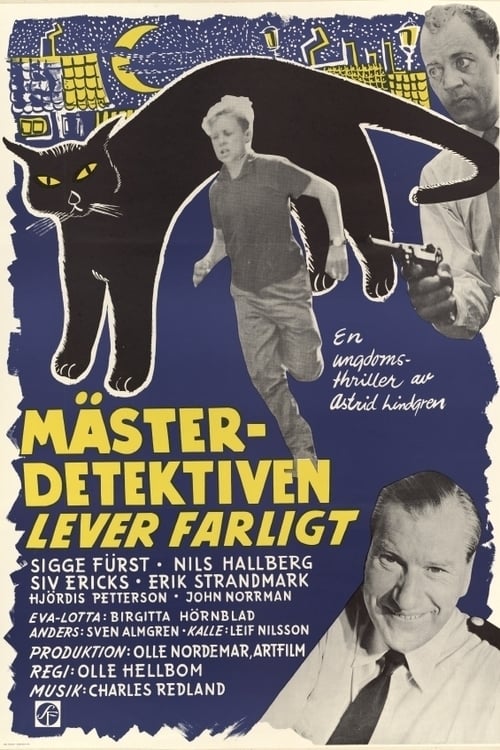 En
ungdoms-
thriller av
Astrid Lindgren
MÄSTER-
DETEKTIVEN
LEVER FARLIGT
SIGGE FÜRST · NILS HALLBERG
SIV ERICKS · ERIK STRANDMARK
HJÖRDIS PETTERSON · JOHN NORRMAN
EVA-LOTTA: BIRGITTA HÖRNBLAD
ANDERS: SVEN ALMGREN · KALLE: LEIF NILSSON
PRODUKTION: OLLE NORDEMAR, ARTFILM
REGI: OLLE HELLBOM
MUSIK: CHARLES REDLAND
SF